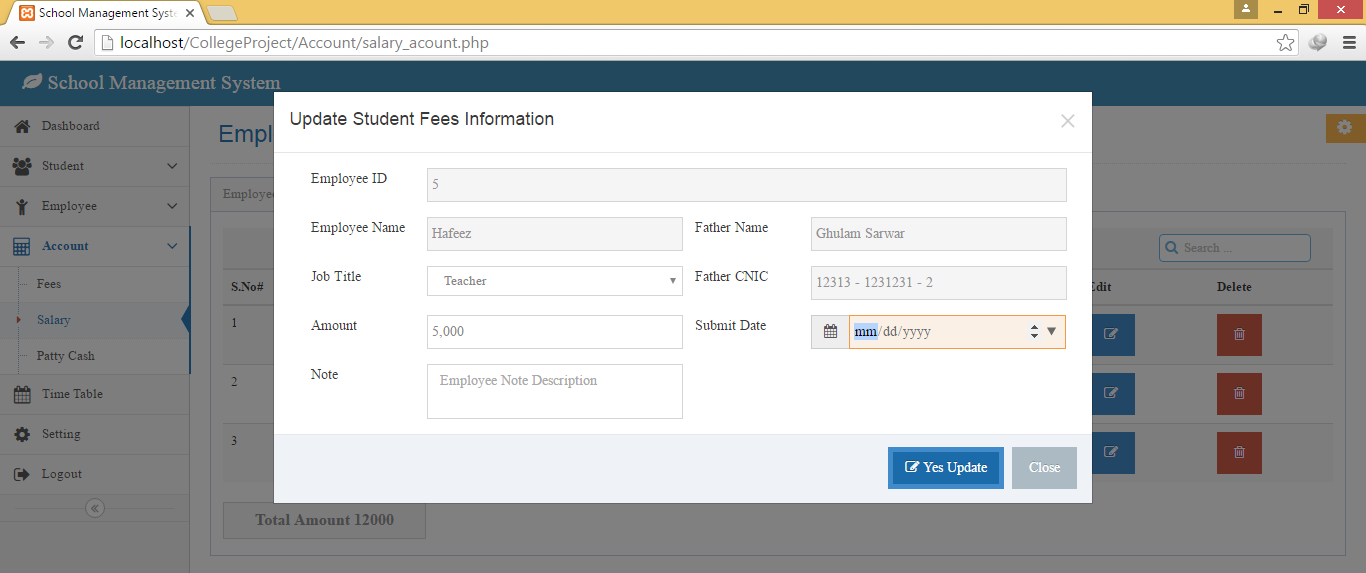 School Management Syst
localhost/CollegeProject/Account/salary_acount.php
School Management System
Dashboard
Student
Employee
Account
Fees
Salary
Patty Cash
Time Table
Setting
Logout
Empl
Employe
Search ...
S.No#
Edit
Delete
1
2
3
Total Amount 12000
Update Student Fees Information
Employee ID
5
Employee Name
Hafeez
Father Name
Ghulam Sarwar
Job Title
Teacher
Father CNIC
12313 - 1231231 - 2
Amount
5,000
Submit Date
mm/dd/yyyy
Note
Employee Note Description
Yes Update
Close